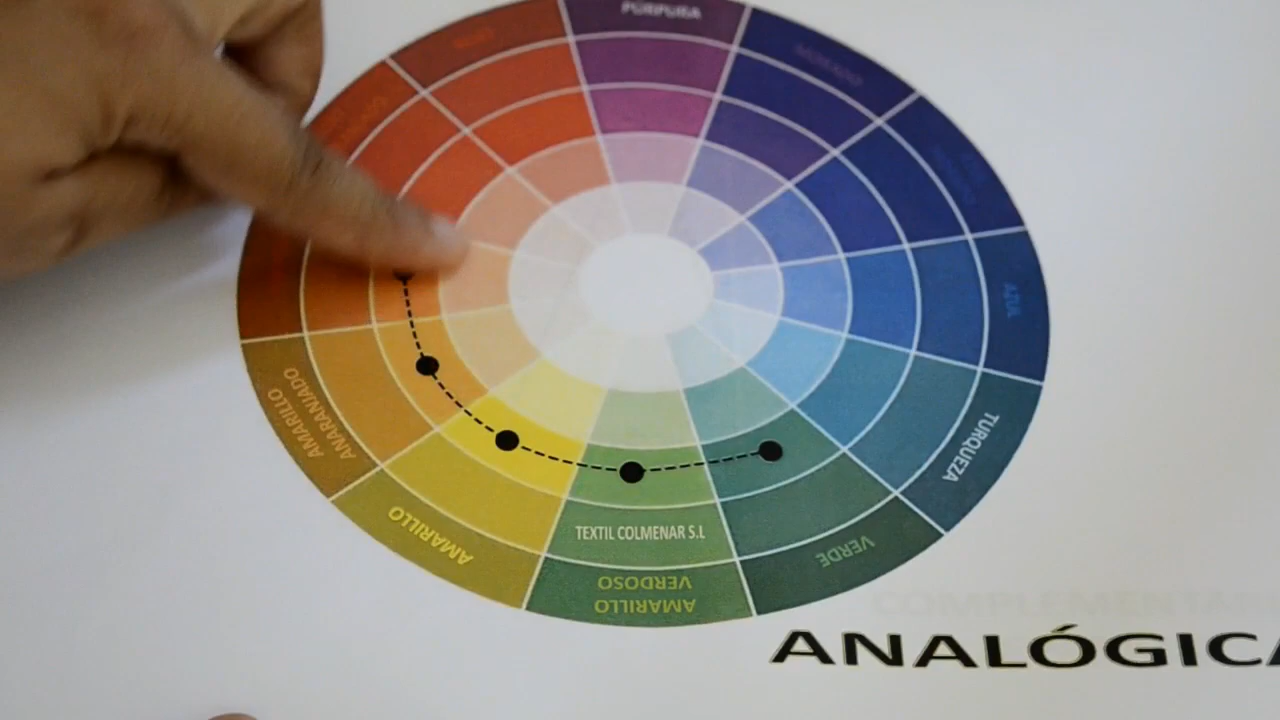 PÚRPURA
AZUL
TURQUEZA
AMARILLO
ANARANJADO
AMARILLO
TEXTIL COLMENAR S.L
VERDE
AMARILLO
VERDOSO
ANALÓGICA